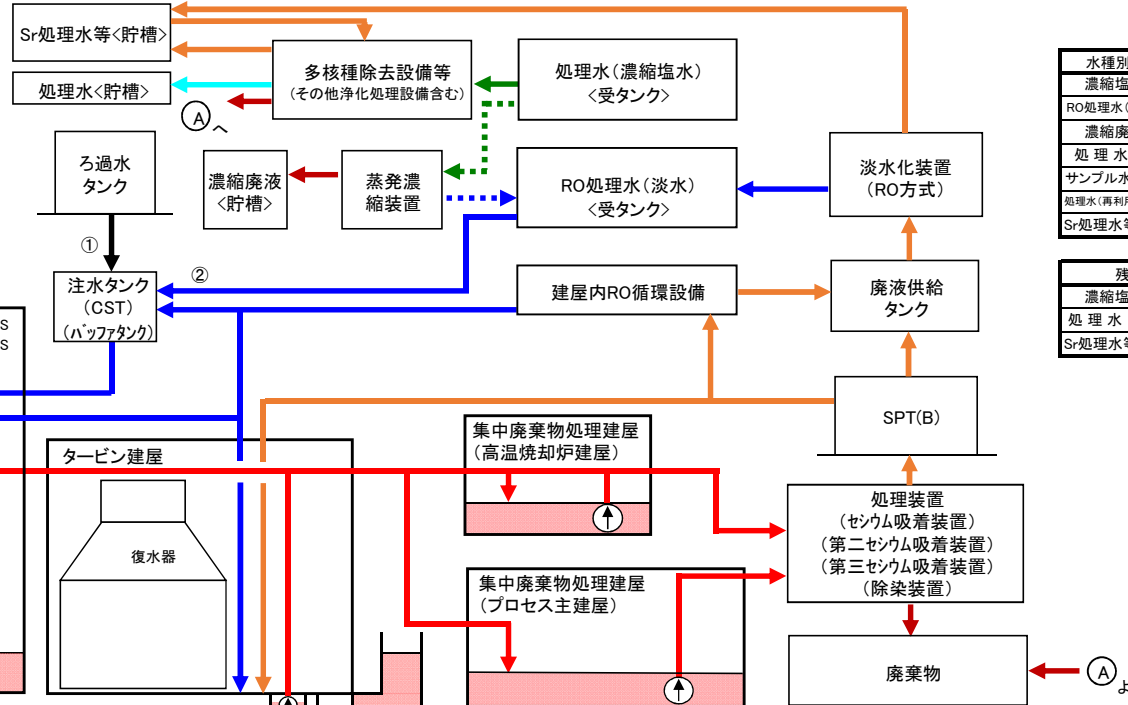 Sr処理水等<貯槽>
処理水<貯槽>
多核種除去設備等
(その他浄化処理設備含む)
処理水(濃縮塩水)
<受タンク>
Aへ
ろ過水
タンク
濃縮廃液
<貯槽>
蒸発濃
縮装置
RO処理水(淡水)
<受タンク>
淡水化装置
(RO方式)
①
②
注水タンク
(CST)
(バッファタンク)
建屋内RO循環設備
廃液供給
タンク
S
S
SPT(B)
タービン建屋
復水器
集中廃棄物処理建屋
(高温焼却炉建屋)
集中廃棄物処理建屋
(プロセス主建屋)
処理装置
(セシウム吸着装置)
(第二セシウム吸着装置)
(第三セシウム吸着装置)
(除染装置)
廃棄物
Aよ
水種別
濃縮塩
RO処理水(
濃縮廃
処理水
サンプル水
処理水(再利用
Sr処理水等
残
濃縮塩
処理水
Sr処理水等